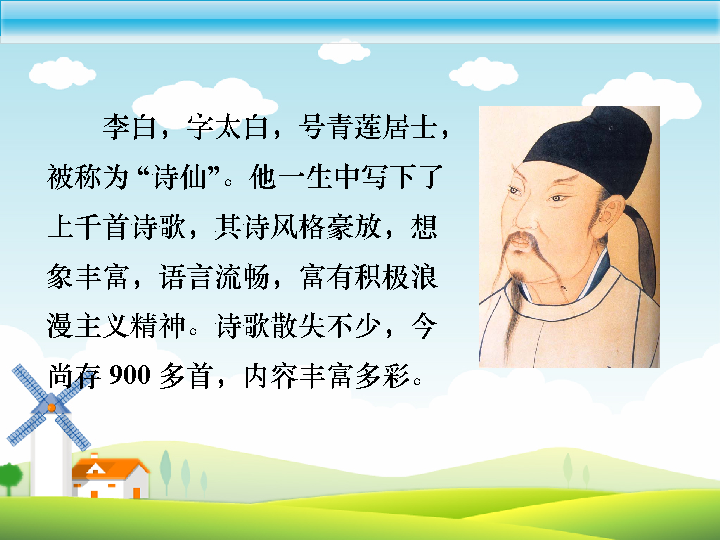 李白，字太白，号青莲居士，
被称为“诗仙”。他一生中写下了
上千首诗歌，其诗风格豪放，想
象丰富，语言流畅，富有积极浪
漫主义精神。诗歌散失不少，今
尚存 900 多首，内容丰富多彩。